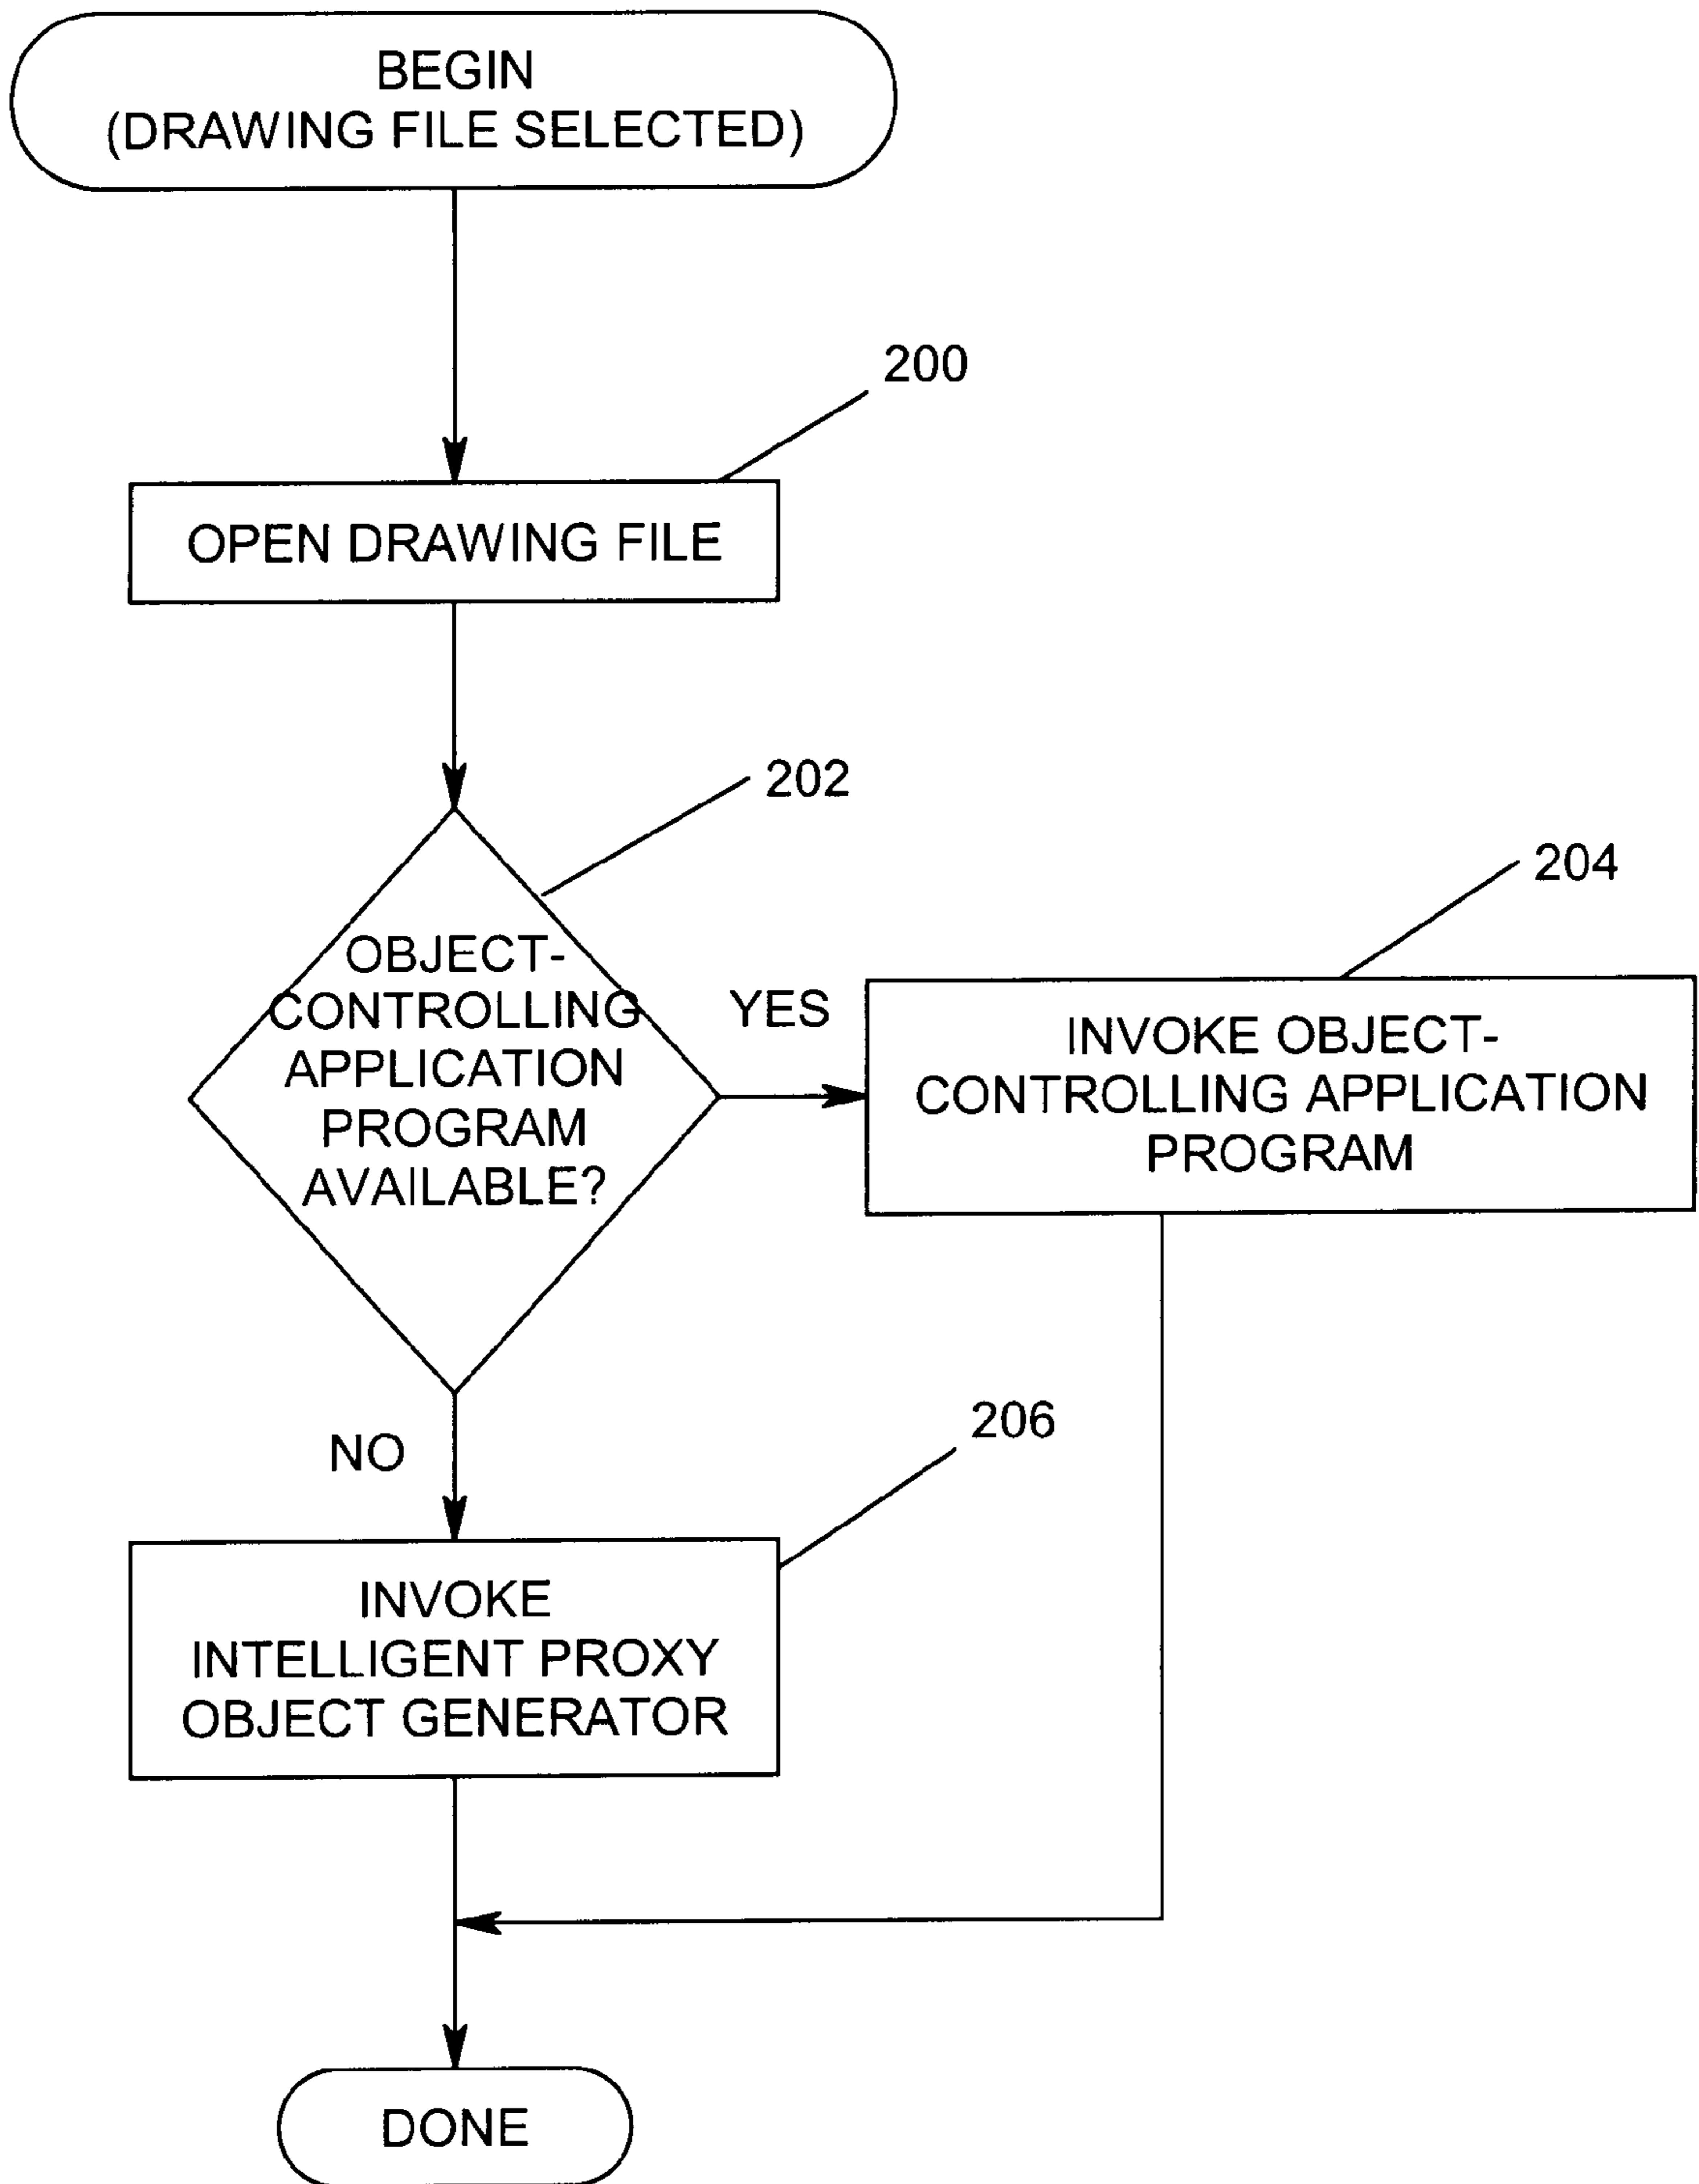 BEGIN
(DRAWING FILE SELECTED)
200
OPEN DRAWING FILE
202
OBJECT-
CONTROLLING
APPLICATION
PROGRAM
AVAILABLE?
YES
204
INVOKE OBJECT-
CONTROLLING APPLICATION
PROGRAM
NO
206
INVOKE
INTELLIGENT PROXY
OBJECT GENERATOR
DONE